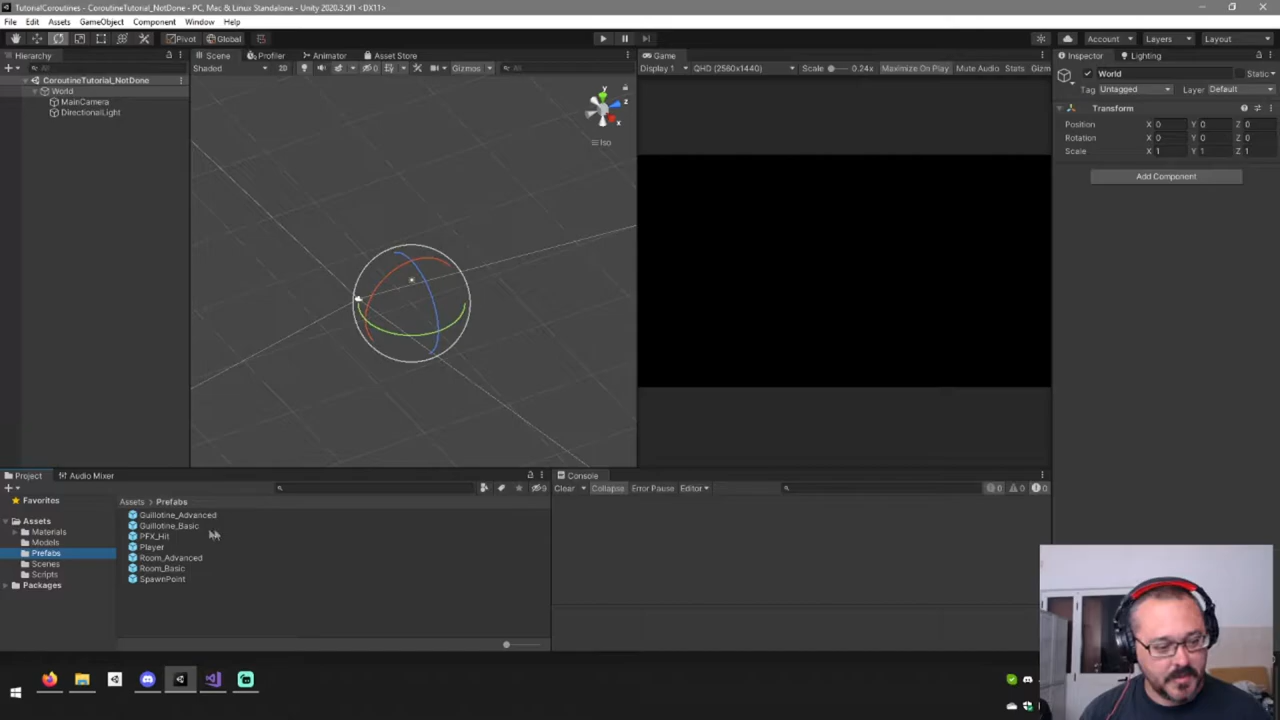 TutorialCoroutines - CoroutineTutorial_NotDone - PC, Mac & Linux Standalone - Unity 2020.3.5f1 <DX11>
File Edit Assets GameObject Component Window Help
Pivot Global Account Layers Layout
Hierarchy Scene Profiler Animator Asset Store Game Inspector Lighting
All Shaded 2D 0 Gizmos All Display 1 QHD (2560x1440) Scale 0.24x Maximize On Play Mute Audio Stats Gizm
World Static
Tag Untagged Layer Default
CoroutineTutorial_NotDone
World
MainCamera
DirectionalLight
y
z
x
Iso
Transform
Position X 0 Y 0 Z 0
Rotation X 0 Y 0 Z 0
Scale X 1 Y 1 Z 1
Add Component
Project Audio Mixer
9
Favorites
Assets
Materials
Models
Prefabs
Scenes
Scripts
Packages
Assets > Prefabs
Guillotine_Advanced
Guillotine_Basic
PFX_Hit
Player
Room_Advanced
Room_Basic
SpawnPoint
Console
Clear Collapse Error Pause Editor 0 0 0